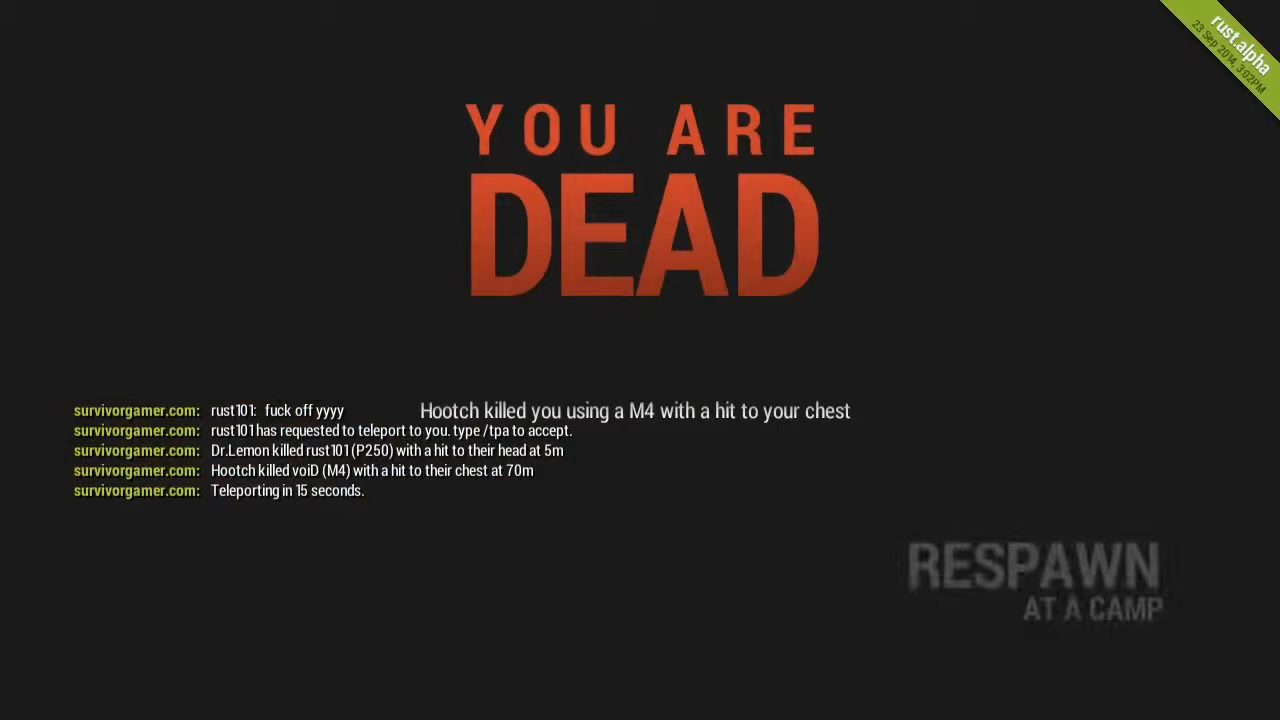 rust.alpha
23 Sep 2014, 3:02PM
YOU ARE
DEAD
Hootch killed you using a M4 with a hit to your chest
survivorgamer.com: rust101: fuck off yyyy
survivorgamer.com: rust101 has requested to teleport to you. type /tpa to accept.
survivorgamer.com: Dr.Lemon killed rust101 (P250) with a hit to their head at 5m
survivorgamer.com: Hootch killed voiD (M4) with a hit to their chest at 70m
survivorgamer.com: Teleporting in 15 seconds.
RESPAWN
AT A CAMP